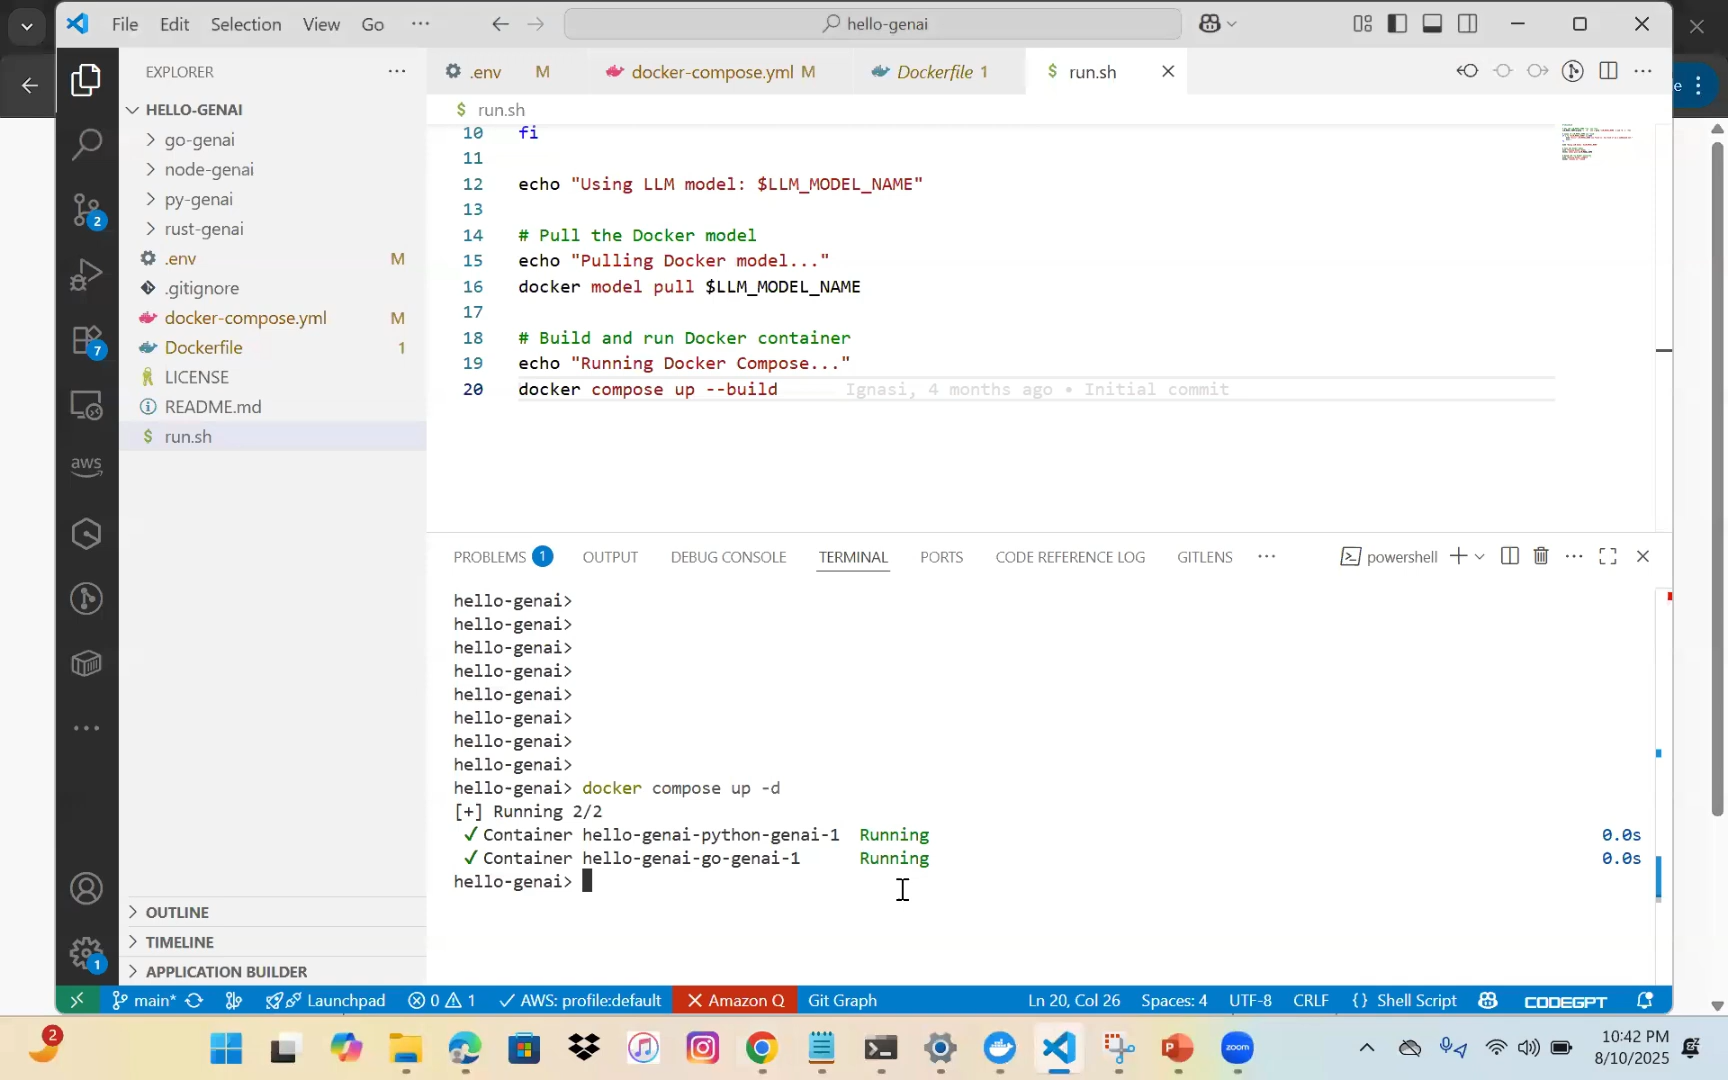 File Edit Selection View Go ··· hello-genai
EXPLORER ···
HELLO-GENAI
go-genai
node-genai
py-genai
rust-genai
.env M
.gitignore
docker-compose.yml M
Dockerfile 1
LICENSE
README.md
run.sh
OUTLINE
TIMELINE
APPLICATION BUILDER
2
7
aws
1
.env M docker-compose.yml M Dockerfile 1 $ run.sh
$ run.sh
10 fi
11
12 echo "Using LLM model: $LLM_MODEL_NAME"
13
14 # Pull the Docker model
15 echo "Pulling Docker model..."
16 docker model pull $LLM_MODEL_NAME
17
18 # Build and run Docker container
19 echo "Running Docker Compose..."
20 docker compose up --build Ignasi, 4 months ago • Initial commit
PROBLEMS 1 OUTPUT DEBUG CONSOLE TERMINAL PORTS CODE REFERENCE LOG GITLENS ··· powershell
hello-genai>
hello-genai>
hello-genai>
hello-genai>
hello-genai>
hello-genai>
hello-genai>
hello-genai>
hello-genai> docker compose up -d
[+] Running 2/2
✓ Container hello-genai-python-genai-1 Running 0.0s
✓ Container hello-genai-go-genai-1 Running 0.0s
hello-genai>
main* Launchpad 0 1 AWS: profile:default Amazon Q Git Graph Ln 20, Col 26 Spaces: 4 UTF-8 CRLF {} Shell Script CODEGPT
2 zoom 10:42 PM
8/10/2025